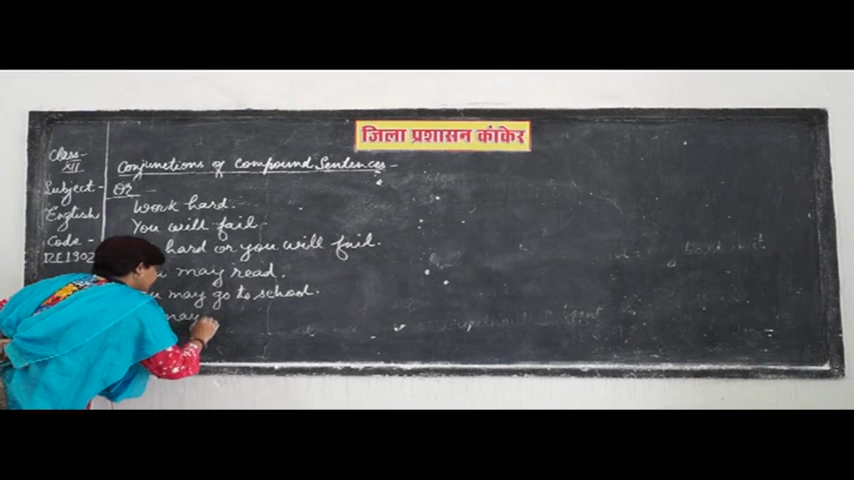 जिला प्रशासन कांकेर
Class-
XII
Subject-
English
Code-
12E1302
Conjunctions of Compound Sentences-
Or
Work hard.
You will fail.
hard or you will fail.
may read.
may go to school.
may